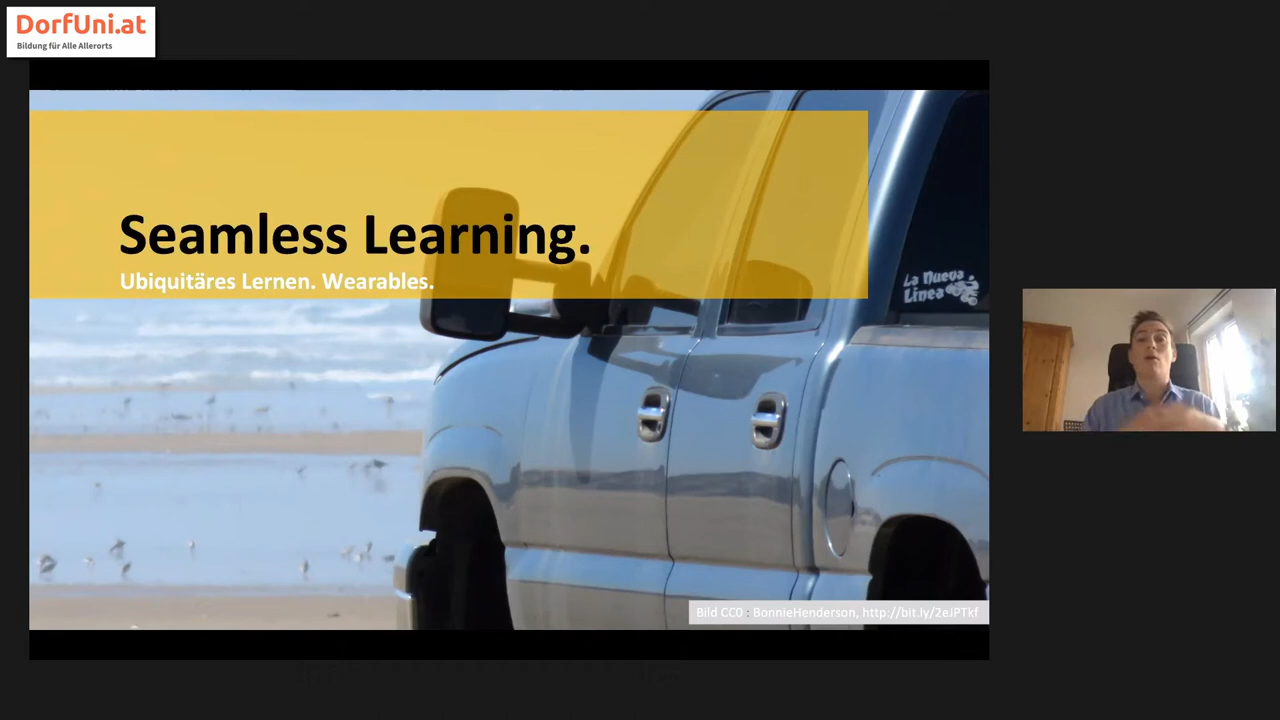 DorfUni.at
Bildung für Alle Allerorts
Seamless Learning.
Ubiquitäres Lernen. Wearables.
La Nueva
Linea
Bild CC0 : BonnieHenderson, http://bit.ly/2eJPTkf